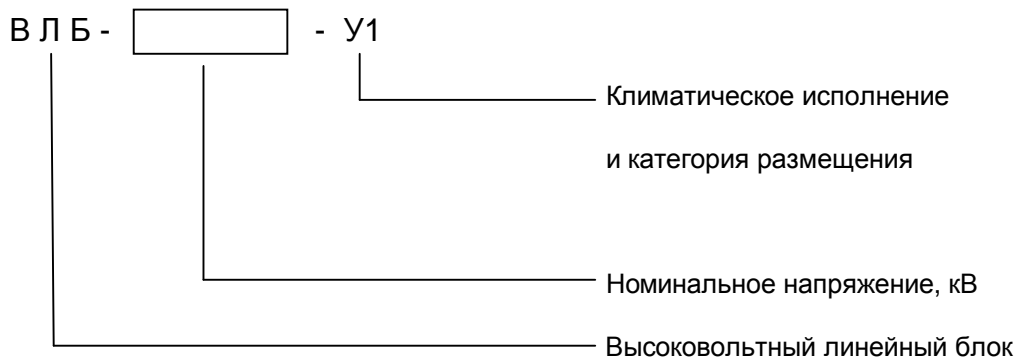 В Л Б - - У1
Климатическое исполнение
и категория размещения
Номинальное напряжение, кВ
Высоковольтный линейный блок